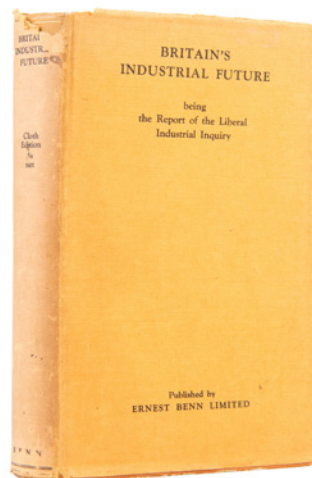 BRITAIN'S
INDUSTRIAL FUTURE
being
the Report of the Liberal
Industrial Inquiry
Published by
ERNEST BENN LIMITED
BRITAI
INDUSTR
FUTURE
Cloth
Edition
net